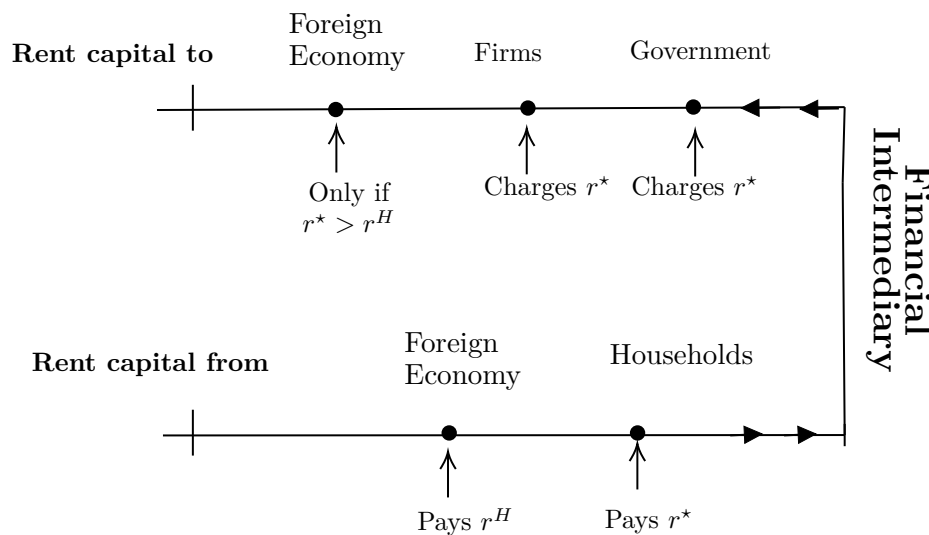 Foreign
Economy
Rent capital to
Firms
Government
Only if
r* > r^H
Charges r*
Charges r*
Financial
Intermediary
Rent capital from
Foreign
Economy
Households
Pays r^H
Pays r*